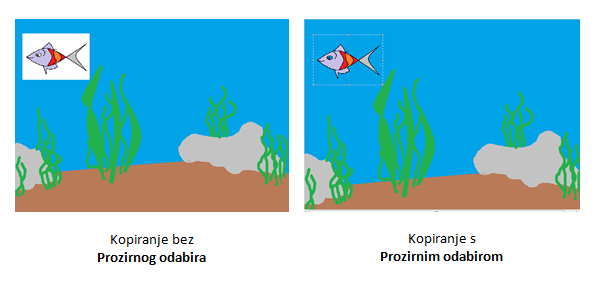 Kopiranje bez
Prozirnog odabira
Kopiranje s
Prozirnim odabirom